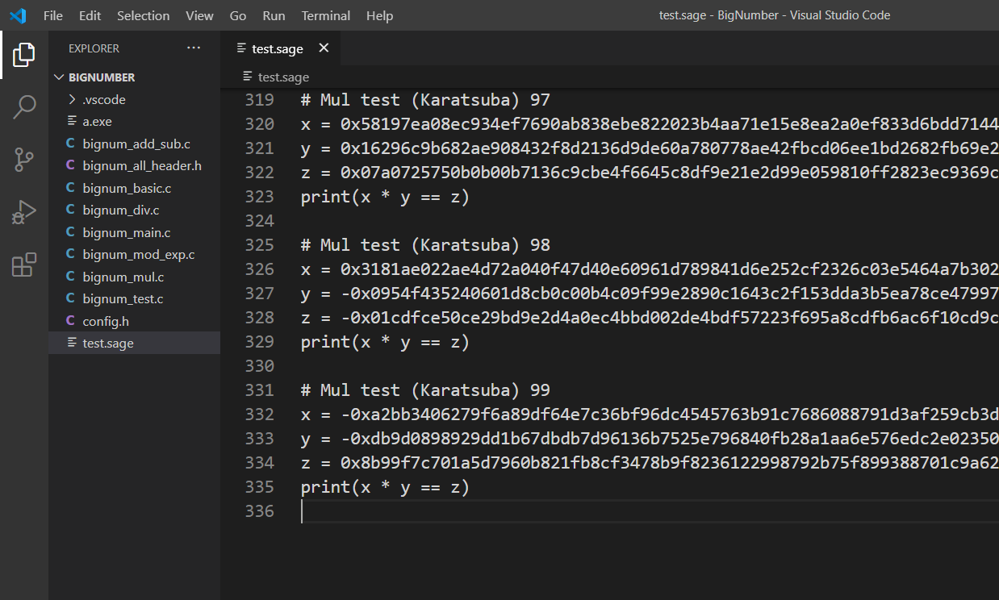 File Edit Selection View Go Run Terminal Help
test.sage - BigNumber - Visual Studio Code
EXPLORER ···
BIGNUMBER
.vscode
a.exe
C bignum_add_sub.c
C bignum_all_header.h
C bignum_basic.c
C bignum_div.c
C bignum_main.c
C bignum_mod_exp.c
C bignum_mul.c
C bignum_test.c
C config.h
test.sage
test.sage
test.sage
319 # Mul test (Karatsuba) 97
320 x = 0x58197ea08ec934ef7690ab838ebe822023b4aa71e15e8ea2a0ef833d6bdd7144
321 y = 0x16296c9b682ae908432f8d2136d9de60a780778ae42fbcd06ee1bd2682fb69e2
322 z = 0x07a0725750b0b00b7136c9cbe4f6645c8df9e21e2d99e059810ff2823ec9369c
323 print(x * y == z)
324
325 # Mul test (Karatsuba) 98
326 x = 0x3181ae022ae4d72a040f47d40e60961d789841d6e252cf2326c03e5464a7b302
327 y = -0x0954f435240601d8cb0c00b4c09f99e2890c1643c2f153dda3b5ea78ce47997
328 z = -0x01cdfce50ce29bd9e2d4a0ec4bbd002de4bdf57223f695a8cdfb6ac6f10cd9c
329 print(x * y == z)
330
331 # Mul test (Karatsuba) 99
332 x = -0xa2bb3406279f6a89df64e7c36bf96dc4545763b91c7686088791d3af259cb3d
333 y = -0xdb9d0898929dd1b67dbdb7d96136b7525e796840fb28a1aa6e576edc2e02350
334 z = 0x8b99f7c701a5d7960b821fb8cf3478b9f8236122998792b75f899388701c9a62
335 print(x * y == z)
336